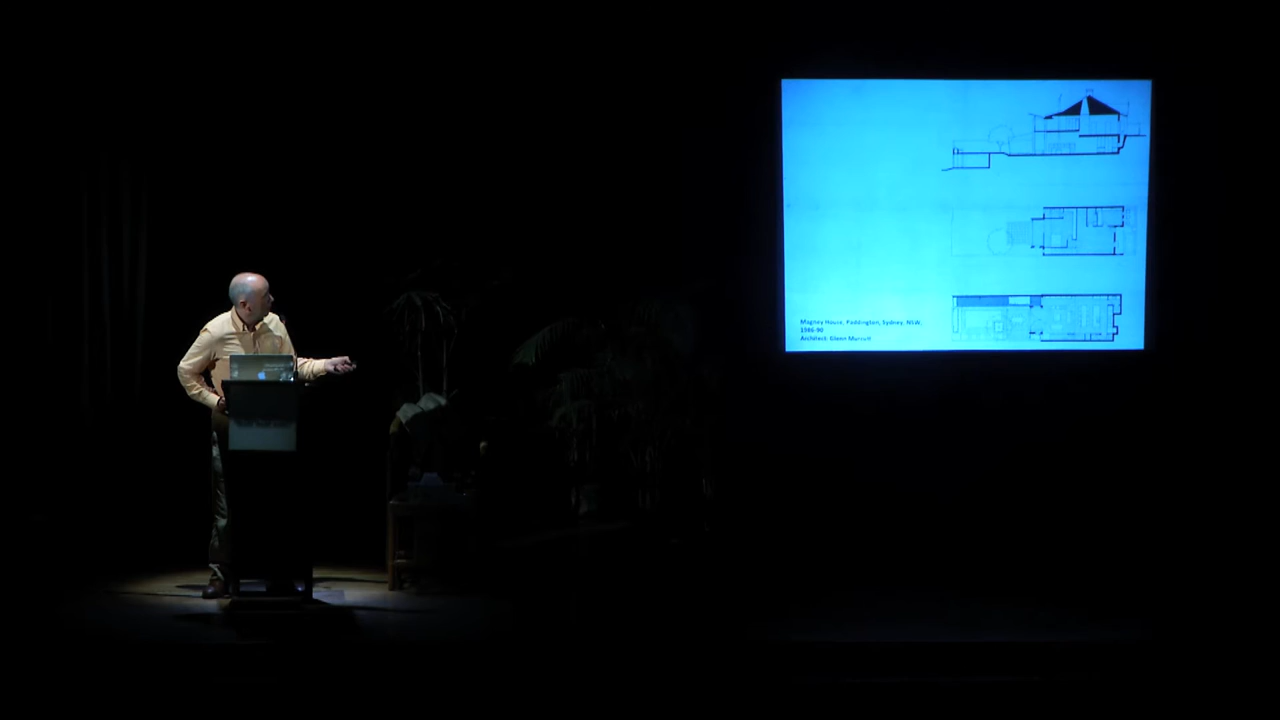 Magney House, Paddington, Sydney, NSW.
1986-90
Architect: Glenn Murcutt